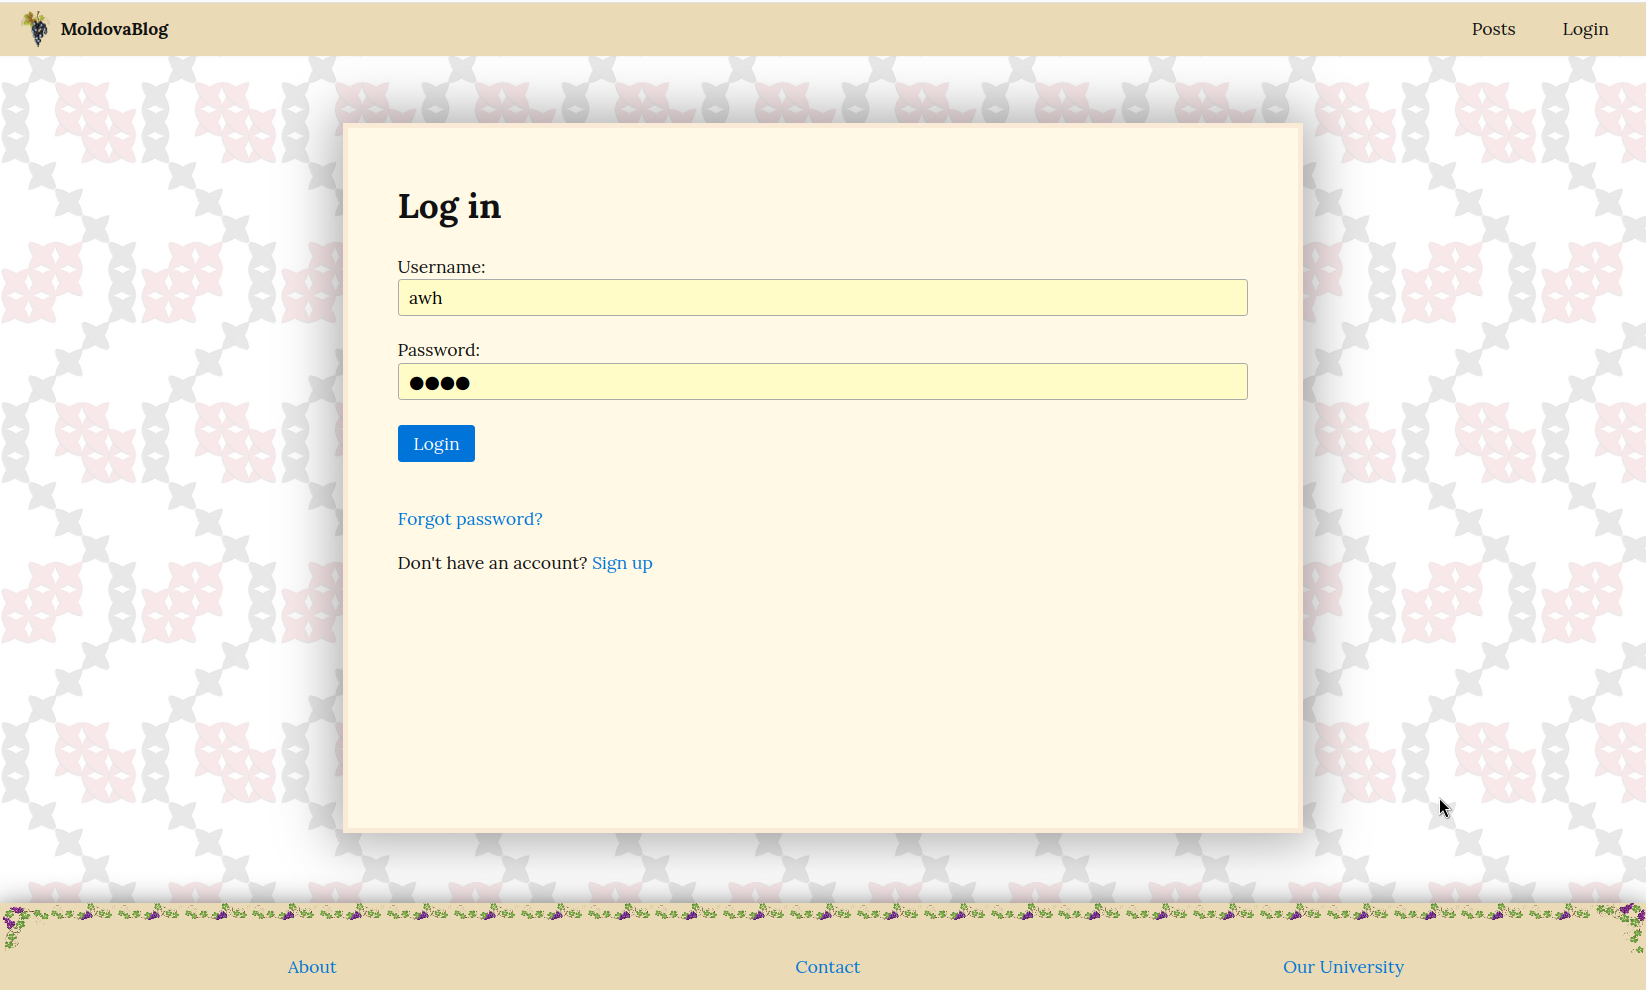 MoldovaBlog
Posts
Login
Log in
Username:
awh
Password:
●●●●
Login
Forgot password?
Don't have an account? Sign up
About
Contact
Our University